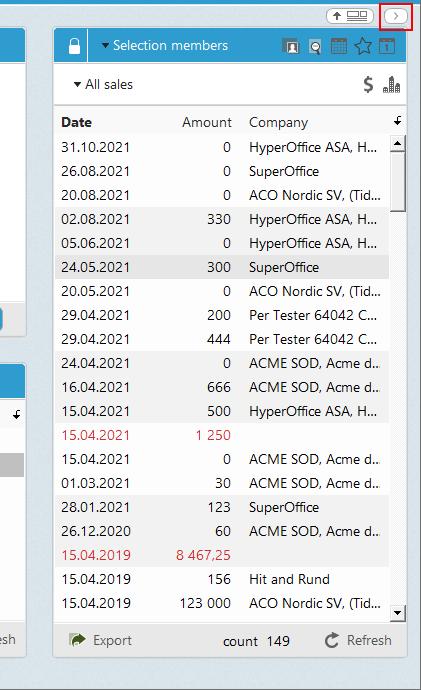 Selection members
1
All sales
$
Date Amount Company
31.10.2021 0 HyperOffice ASA, H...
26.08.2021 0 SuperOffice
20.08.2021 0 ACO Nordic SV, (Tid...
02.08.2021 330 HyperOffice ASA, H...
05.06.2021 0 HyperOffice ASA, H...
24.05.2021 300 SuperOffice
20.05.2021 0 ACO Nordic SV, (Tid...
29.04.2021 200 Per Tester 64042 C...
29.04.2021 444 Per Tester 64042 C...
24.04.2021 0 ACME SOD, Acme d...
16.04.2021 666 ACME SOD, Acme d...
15.04.2021 500 HyperOffice ASA, H...
15.04.2021 1 250
15.04.2021 0 ACME SOD, Acme d...
01.03.2021 30 ACME SOD, Acme d...
28.01.2021 123 SuperOffice
26.12.2020 60 ACME SOD, Acme d...
15.04.2019 8 467,25
15.04.2019 156 Hit and Rund
15.04.2019 123 000 ACO Nordic SV, (Tid...
esh Export count 149 Refresh